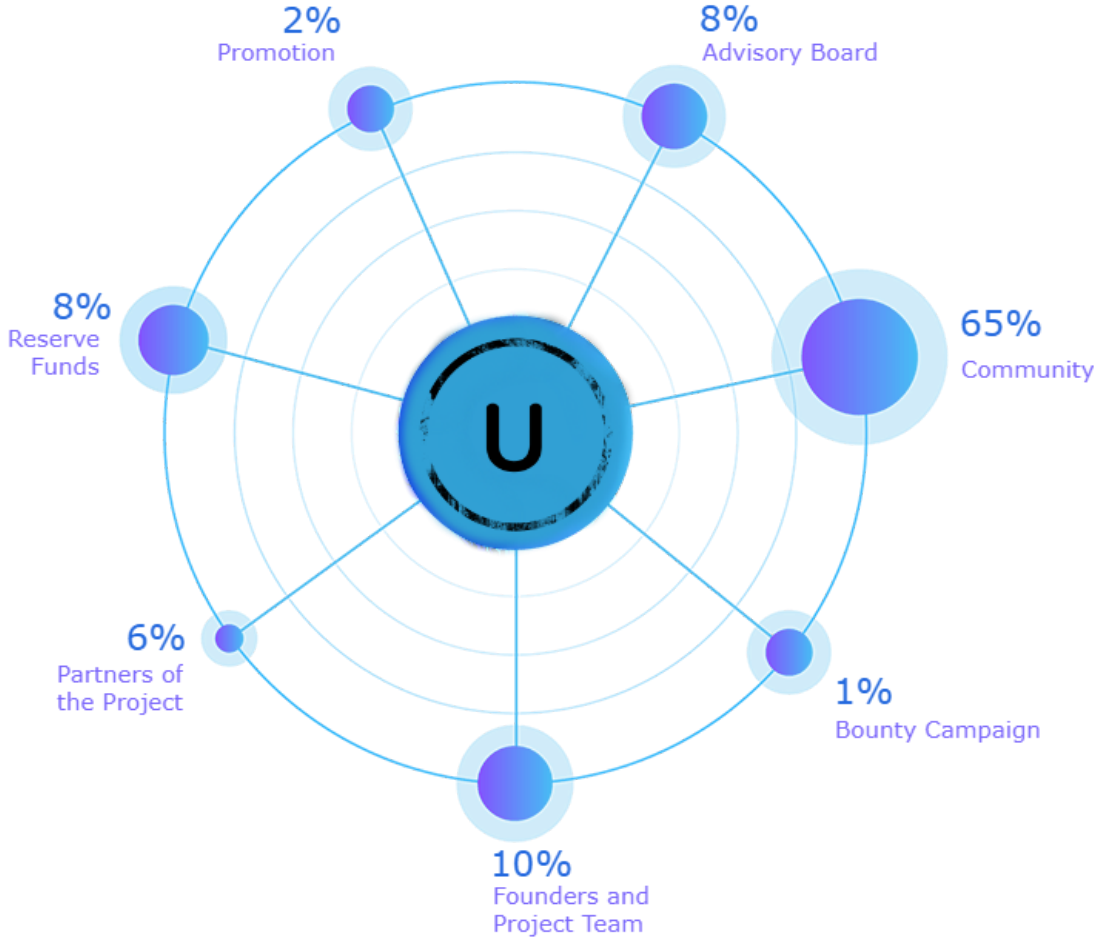 2%
Promotion
8%
Advisory Board
65%
Community
1%
Bounty Campaign
10%
Founders and
Project Team
6%
Partners of
the Project
8%
Reserve
Funds
U